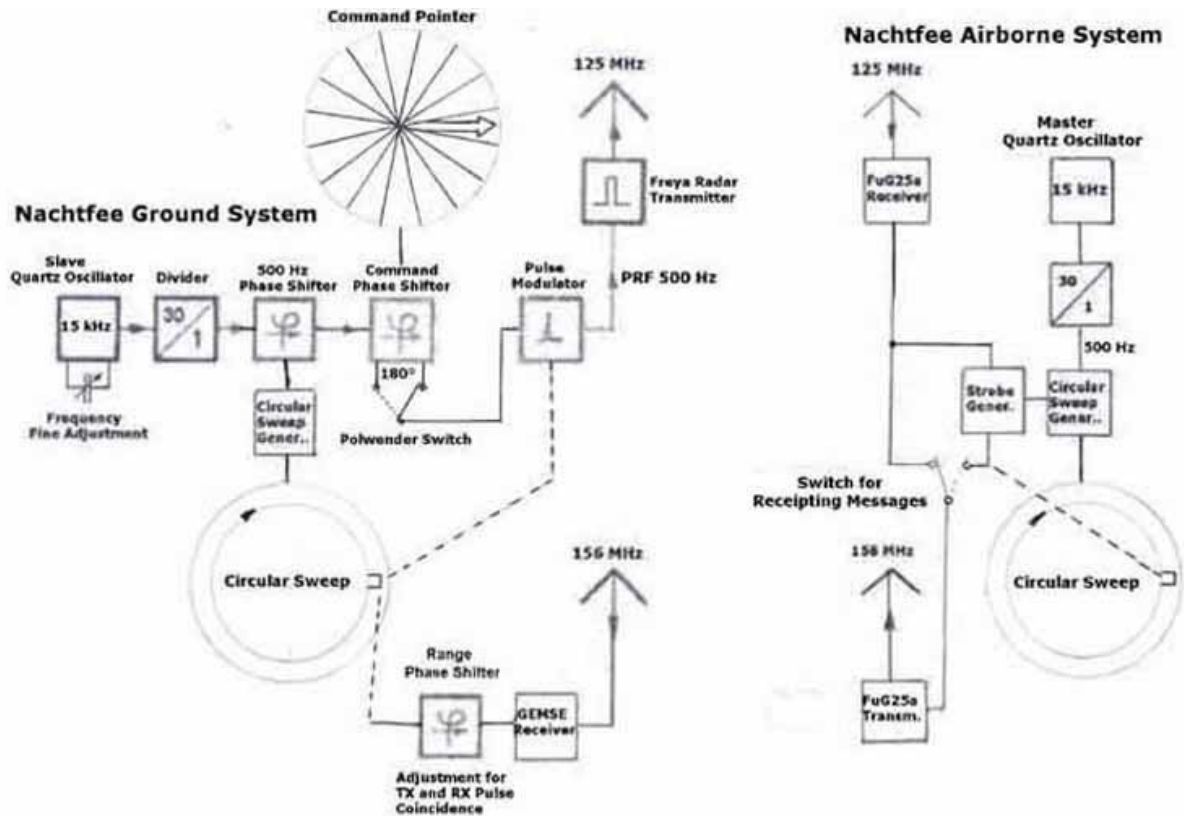 Command Pointer
125 MHz
Freya Radar
Transmitter
Nachtfee Ground System
Slave
Quartz Oscillator
Divider
500 Hz
Phase Shifter
Command
Phase Shiftor
Pulse
Modulator
PRF 500 Hz
15 kHz
30
1
φ
φ
180°
Frequency
Fine Adjustment
Circular
Sweep
Gener..
Polwender Switch
Circular Sweep
156 MHz
Range
Phase Shifter
φ
GEMSE
Receiver
Adjustment for
TX and RX Pulse
Coincidence
Nachtfee Airborne System
125 MHz
Master
Quartz Oscillator
FuG25a
Receiver
15 kHz
30
1
500 Hz
Strobe
Gener.
Circular
Sweep
Gener..
Switch for
Receipting Messages
156 MHz
Circular Sweep
FuG25a
Transm.